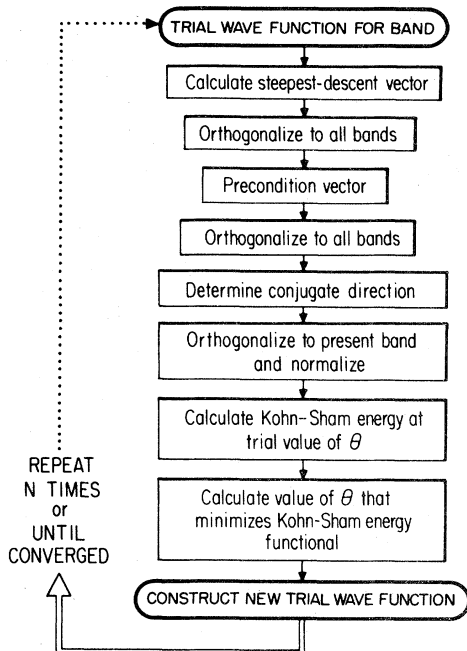 TRIAL WAVE FUNCTION FOR BAND
Calculate steepest-descent vector
Orthogonalize to all bands
Precondition vector
Orthogonalize to all bands
Determine conjugate direction
Orthogonalize to present band
and normalize
Calculate Kohn-Sham energy at
trial value of θ
Calculate value of θ that
minimizes Kohn-Sham energy
functional
CONSTRUCT NEW TRIAL WAVE FUNCTION
REPEAT
N TIMES
or
UNTIL
CONVERGED